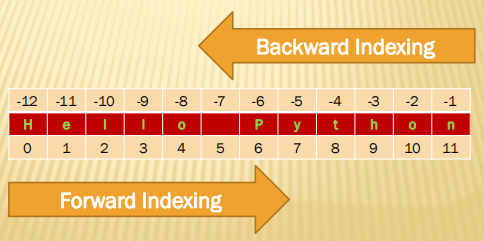 Backward Indexing
-12 -11 -10 -9 -8 -7 -6 -5 -4 -3 -2 -1
H e l l o P y t h o n
0 1 2 3 4 5 6 7 8 9 10 11
Forward Indexing